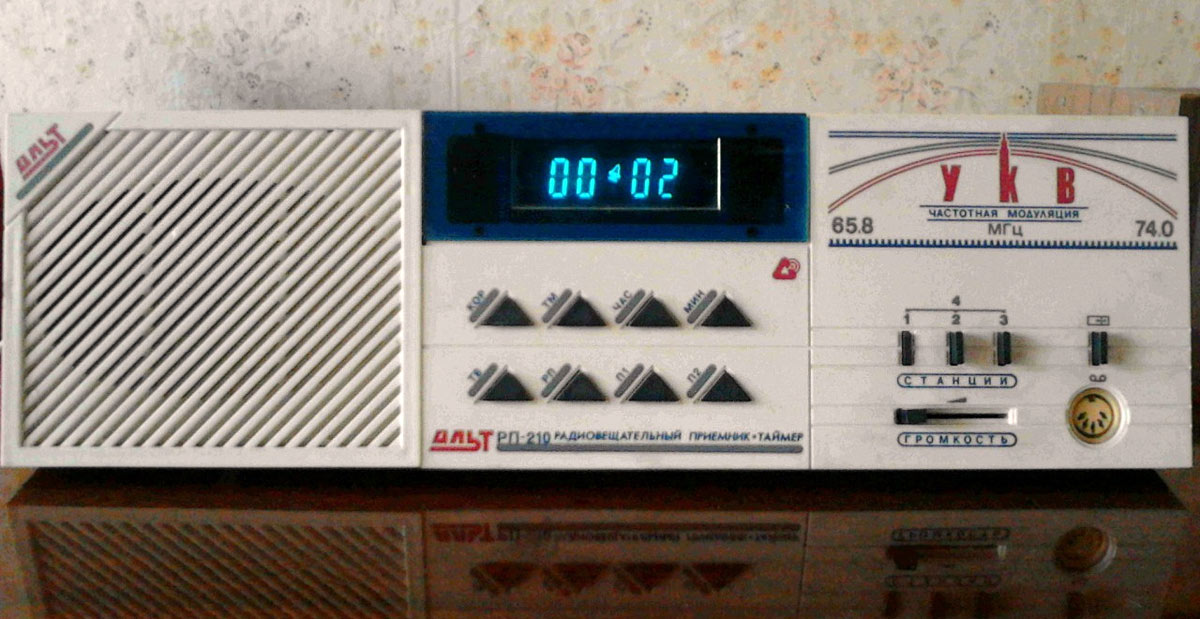 АЛЬТ
00 02
КОР ТМ ЧАС МИН
ТВ РП П1 П2
АЛЬТ РП-210 РАДИОВЕЩАТЕЛЬНЫЙ ПРИЕМНИК·ТАЙМЕР
УКВ
ЧАСТОТНАЯ МОДУЛЯЦИЯ
65.8 МГЦ 74.0
4
1 2 3
СТАНЦИИ
ГРОМКОСТЬ